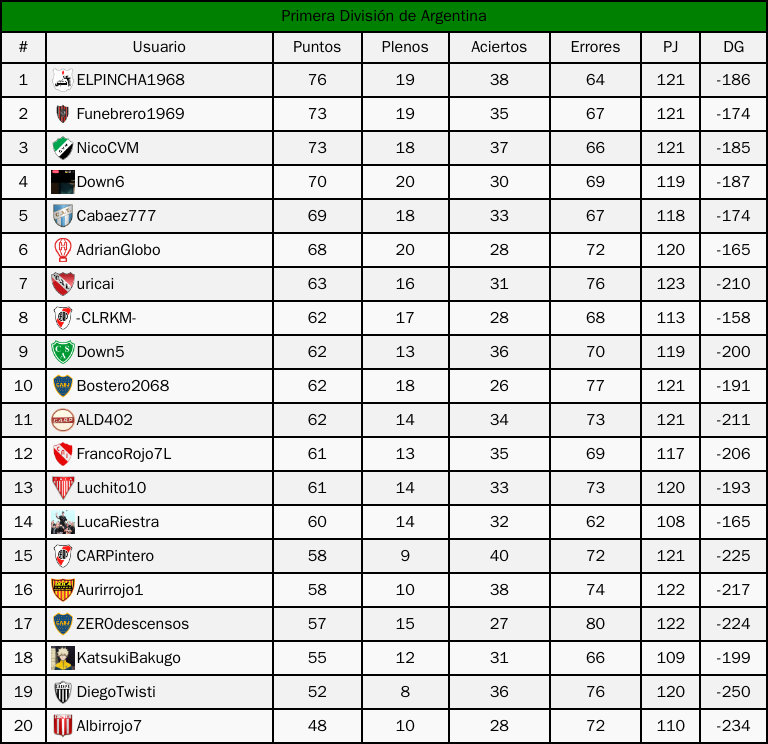 Primera División de Argentina
# Usuario Puntos Plenos Aciertos Errores PJ DG
1 ELPINCHA1968 76 19 38 64 121 -186
2 Funebrero1969 73 19 35 67 121 -174
3 NicoCVM 73 18 37 66 121 -185
4 Down6 70 20 30 69 119 -187
5 Cabaez777 69 18 33 67 118 -174
6 AdrianGlobo 68 20 28 72 120 -165
7 uricai 63 16 31 76 123 -210
8 -CLRKM- 62 17 28 68 113 -158
9 Down5 62 13 36 70 119 -200
10 Bostero2068 62 18 26 77 121 -191
11 ALD402 62 14 34 73 121 -211
12 FrancoRojo7L 61 13 35 69 117 -206
13 Luchito10 61 14 33 73 120 -193
14 LucaRiestra 60 14 32 62 108 -165
15 CARPintero 58 9 40 72 121 -225
16 Aurirrojo1 58 10 38 74 122 -217
17 ZER0descensos 57 15 27 80 122 -224
18 KatsukiBakugo 55 12 31 66 109 -199
19 DiegoTwisti 52 8 36 76 120 -250
20 Albirrojo7 48 10 28 72 110 -234